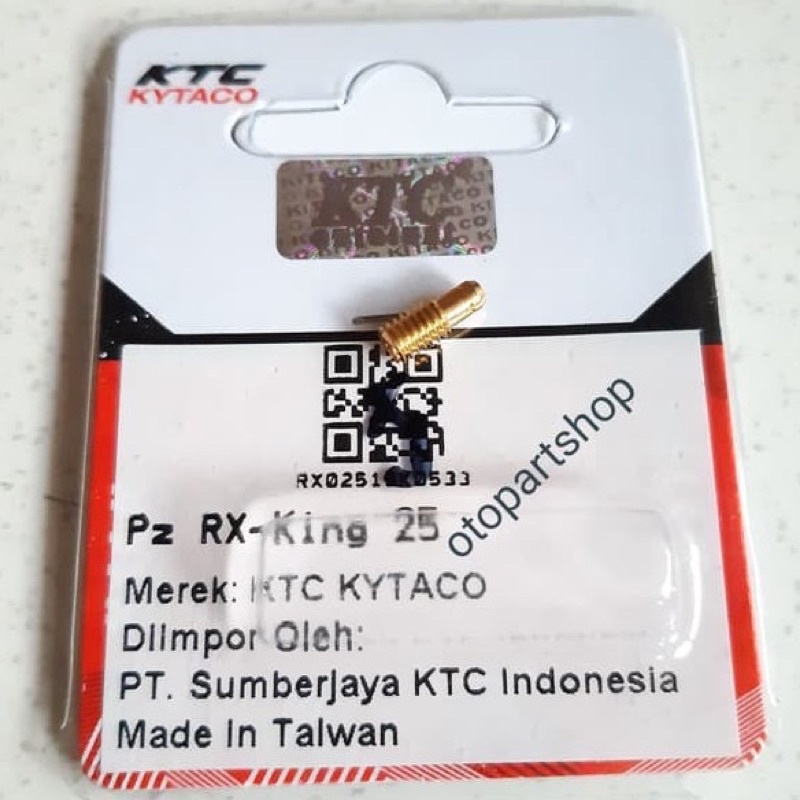 KTC
KYTACO
KTC
Pz RX-King 25
Merek: KTC KYTACO
Diimpor Oleh:
PT. Sumberjaya KTC Indonesia
Made In Taiwan
otopartshop